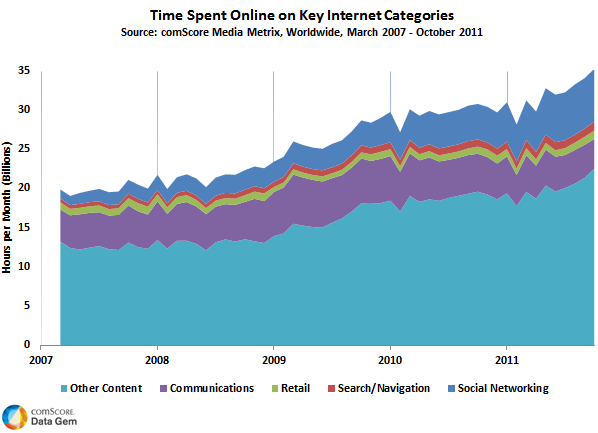 Time Spent Online on Key Internet Categories
Source: comScore Media Metrix, Worldwide, March 2007 - October 2011
Hours per Month (Billions)
35
30
25
20
15
10
5
0
2007 2008 2009 2010 2011
Other Content Communications Retail Search/Navigation Social Networking
comSCORE
Data Gem